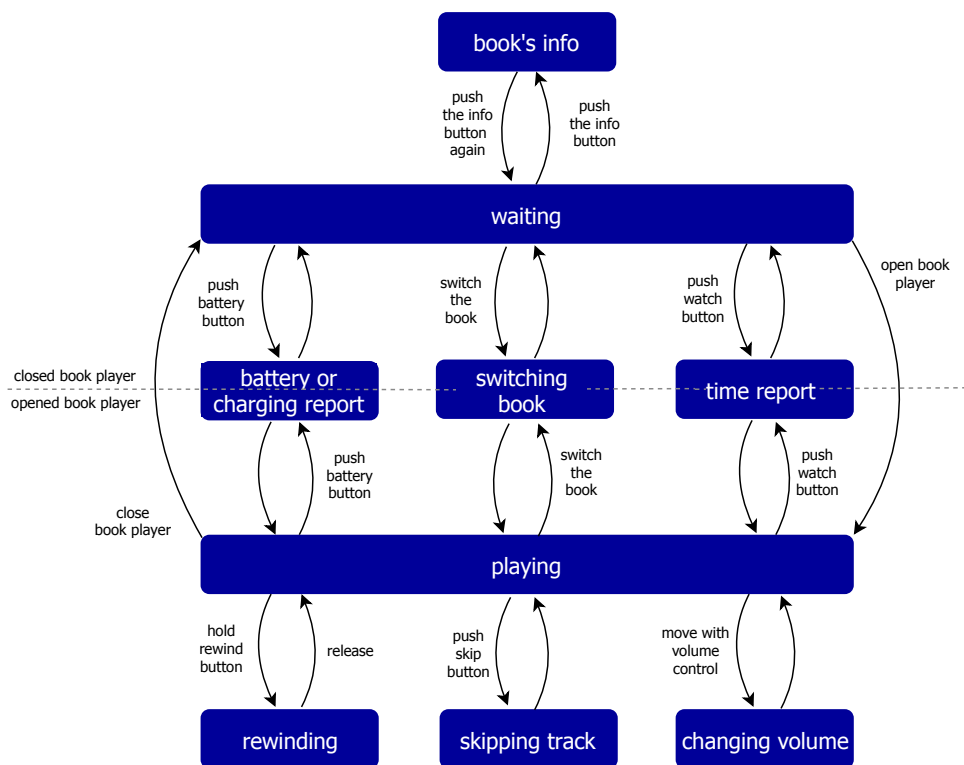 book's info
push
the info
button
again
push
the info
button
waiting
open book
player
push
battery
button
switch
the
book
push
watch
button
closed book player
opened book player
battery or
charging report
switching
book
time report
push
battery
button
switch
the
book
push
watch
button
close
book player
playing
hold
rewind
button
release
push
skip
button
move with
volume
control
rewinding
skipping track
changing volume